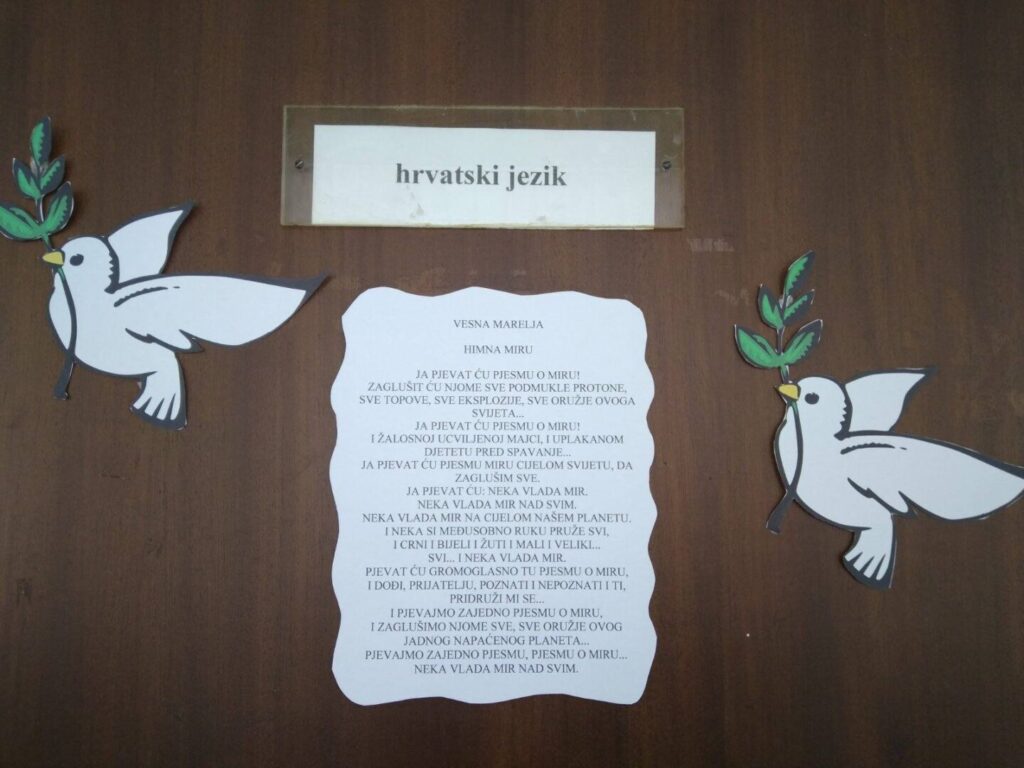 hrvatski jezik
VESNA MARELJA
HIMNA MIRU
JA PJEVAT ĆU PJESMU O MIRU!
ZAGLUŠIT ĆU NJOME SVE PODMUKLE PROTONE,
SVE TOPOVE, SVE EKSPLOZIJE, SVE ORUŽJE OVOGA
SVIJETA...
JA PJEVAT ĆU PJESMU O MIRU!
I ŽALOSNOJ UCVILJENOJ MAJCI, I UPLAKANOM
DJETETU PRED SPAVANJE...
JA PJEVAT ĆU PJESMU MIRU CIJELOM SVIJETU, DA
ZAGLUŠIM SVE.
JA PJEVAT ĆU: NEKA VLADA MIR.
NEKA VLADA MIR NAD SVIM.
NEKA VLADA MIR NA CIJELOM NAŠEM PLANETU.
I NEKA SI MEĐUSOBNO RUKU PRUŽE SVI,
I CRNI I BIJELI I ŽUTI I MALI I VELIKI...
SVI... I NEKA VLADA MIR.
PJEVAT ĆU GROMOGLASNO TU PJESMU O MIRU,
I DOĐI, PRIJATELJU, POZNATI I NEPOZNATI I TI,
PRIDRUŽI MI SE...
I PJEVAJMO ZAJEDNO PJESMU O MIRU,
I ZAGLUŠIMO NJOME SVE, SVE ORUŽJE OVOG
JADNOG NAPAĆENOG PLANETA...
PJEVAJMO ZAJEDNO PJESMU, PJESMU O MIRU...
NEKA VLADA MIR NAD SVIM.